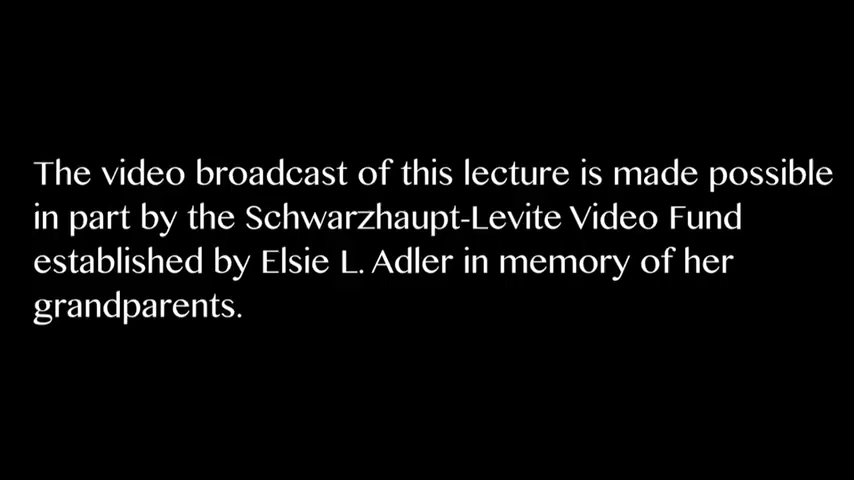 The video broadcast of this lecture is made possible
in part by the Schwarzhaupt-Levite Video Fund
established by Elsie L. Adler in memory of her
grandparents.